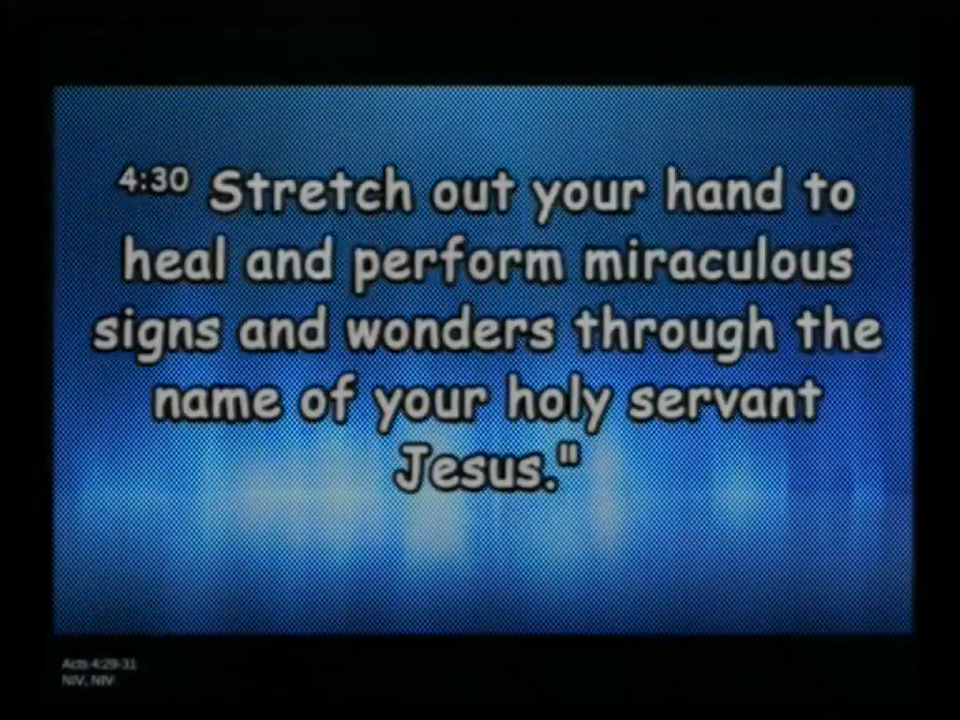 4:30 Stretch out your hand to
heal and perform miraculous
signs and wonders through the
name of your holy servant
Jesus."
Acts 4:29-31
NIV, NIV